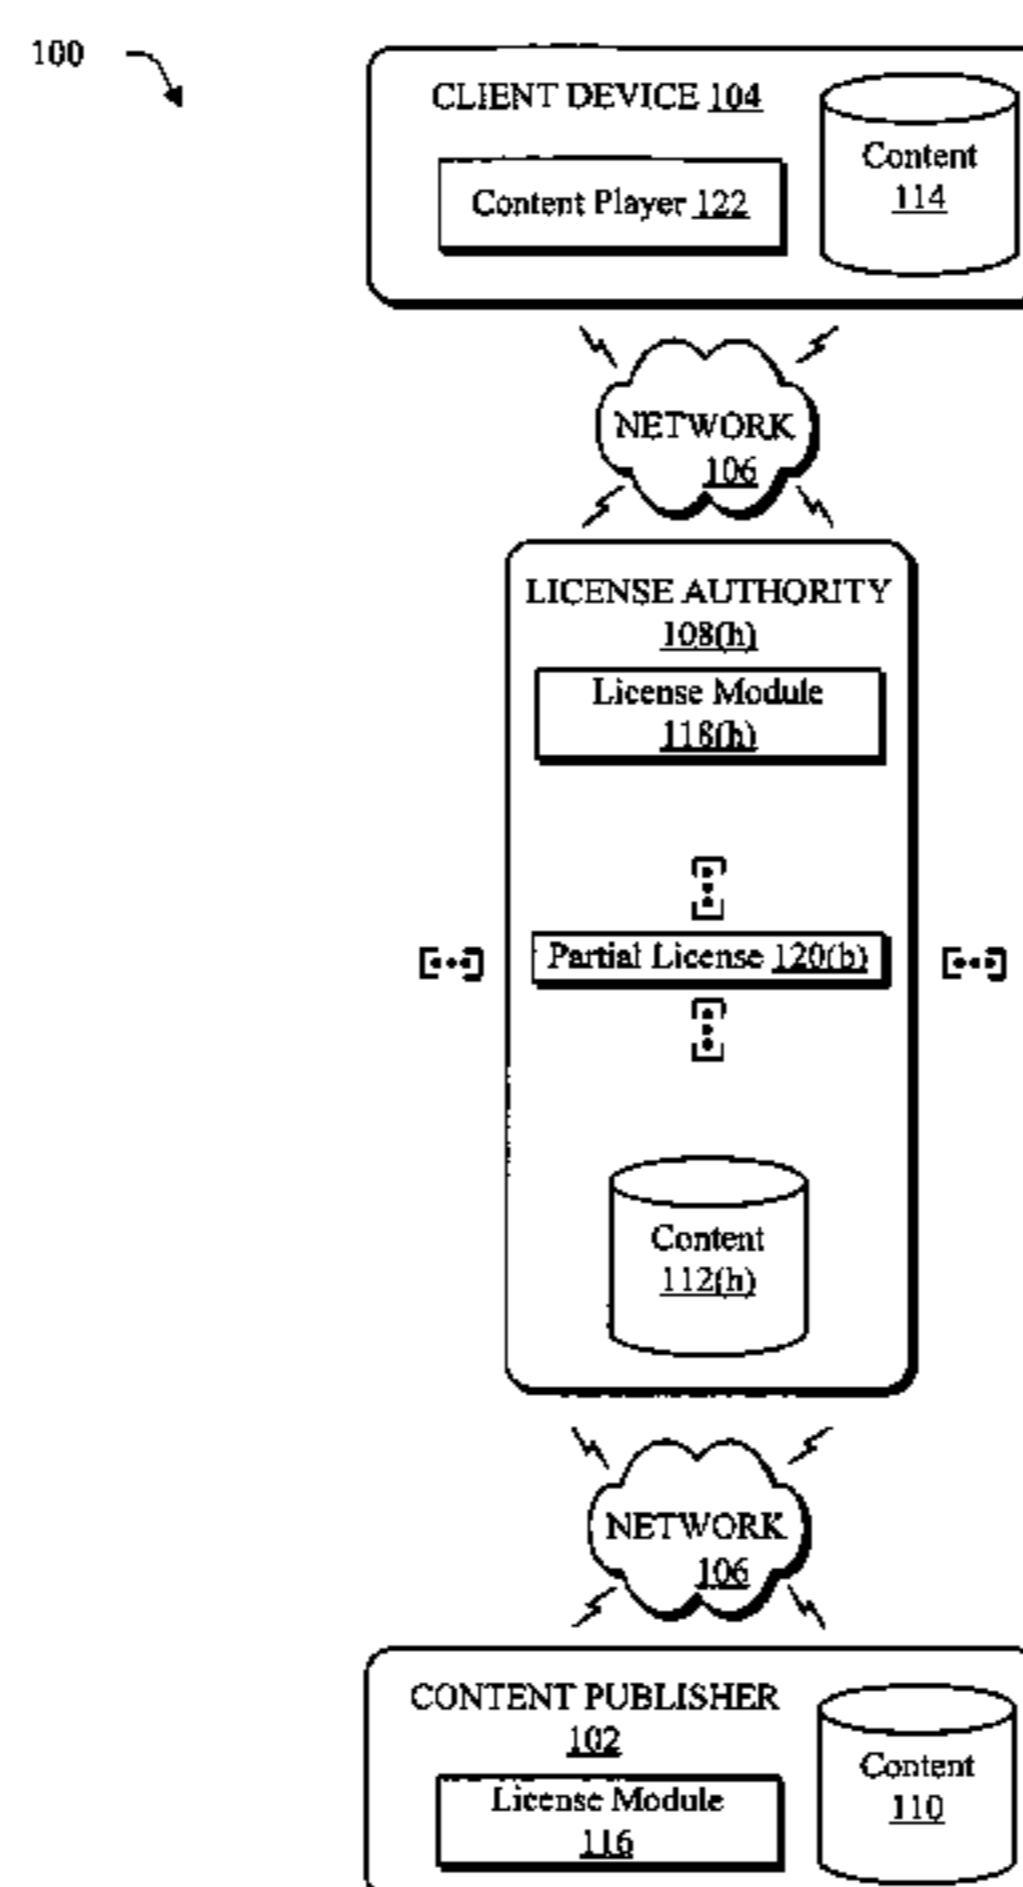 100
CLIENT DEVICE 104
Content Player 122
Content
114
NETWORK
106
LICENSE AUTHORITY
108(h)
License Module
118(h)
Partial License 120(b)
Content
112(h)
NETWORK
106
CONTENT PUBLISHER
102
License Module
116
Content
110